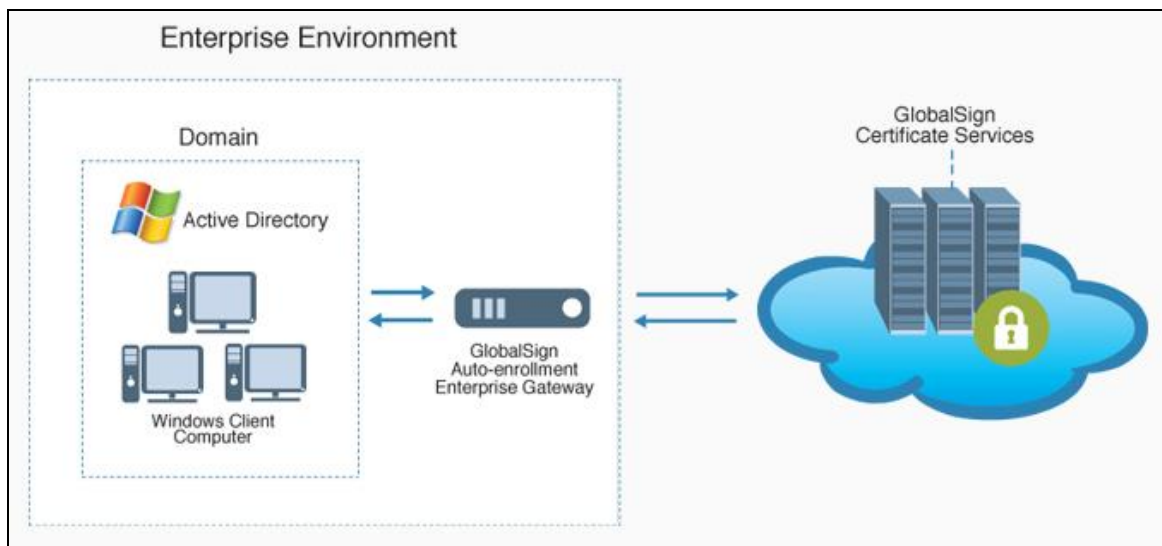 Enterprise Environment
Domain
Active Directory
Windows Client
Computer
GlobalSign
Auto-enrollment
Enterprise Gateway
GlobalSign
Certificate Services